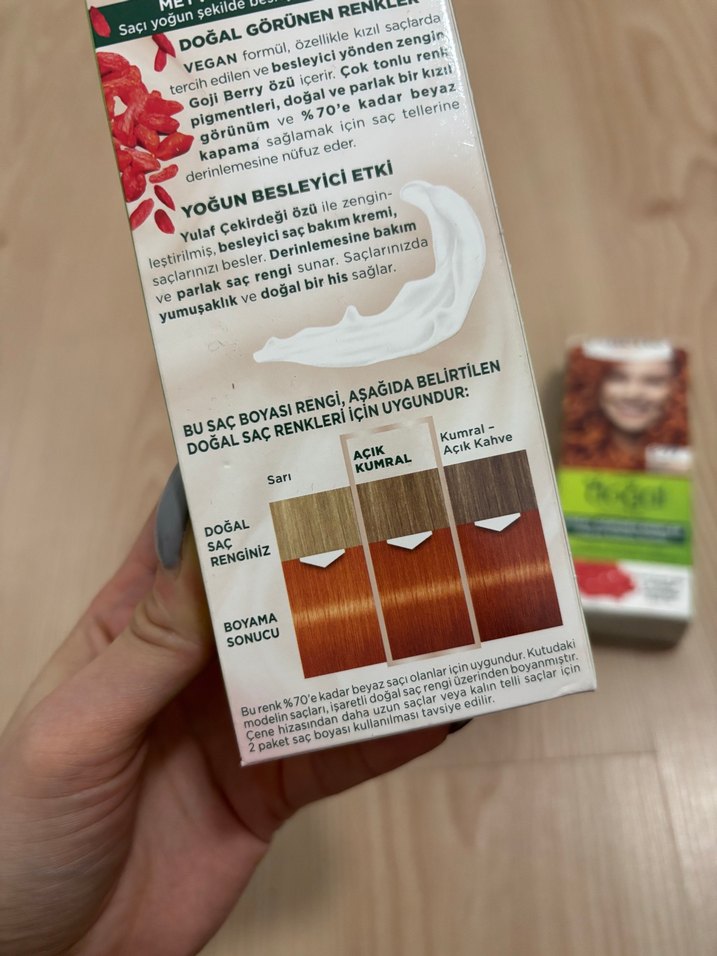 METT
Saçı yoğun şekilde
DOĞAL GÖRÜNEN RENKLER
VEGAN formül, özellikle kızıl saçlarda
tercih edilen ve besleyici yönden zengin
Goji Berry özü içerir. Çok tonlu renk
pigmentleri, doğal ve parlak bir kızıl
görünüm ve %70'e kadar beyaz
kapama sağlamak için saç tellerine
derinlemesine nüfuz eder.
YOĞUN BESLEYİCİ ETKİ
Yulaf Çekirdeği özü ile zengin-
leştirilmiş, besleyici saç bakım kremi,
saçlarınızı besler. Derinlemesine bakım
ve parlak saç rengi sunar. Saçlarınızda
yumuşaklık ve doğal bir his sağlar.
BU SAÇ BOYASI RENGİ, AŞAĞIDA BELİRTİLEN
DOĞAL SAÇ RENKLERİ İÇİN UYGUNDUR:
Sarı
AÇIK
KUMRAL
Kumral –
Açık Kahve
DOĞAL
SAÇ
RENGİNİZ
BOYAMA
SONUCU
Bu renk %70'e kadar beyaz saçı olanlar için uygundur. Kutudaki
modelin saçları, işaretli doğal saç rengi üzerinden boyanmıştır.
Çene hizasından daha uzun saçlar veya kalın telli saçlar için
2 paket saç boyası kullanılması tavsiye edilir.
doğal